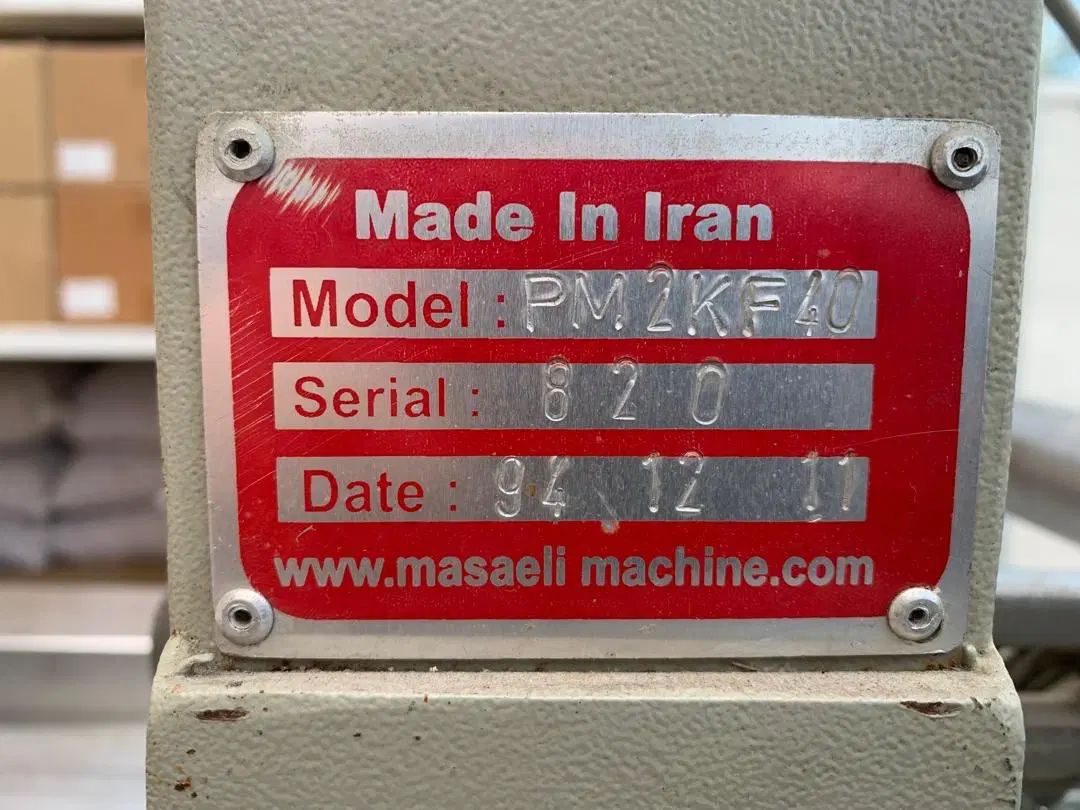 Made In Iran
Model : PM2KF40
Serial : 820
Date : 94 12 11
www.masaeli machine.com